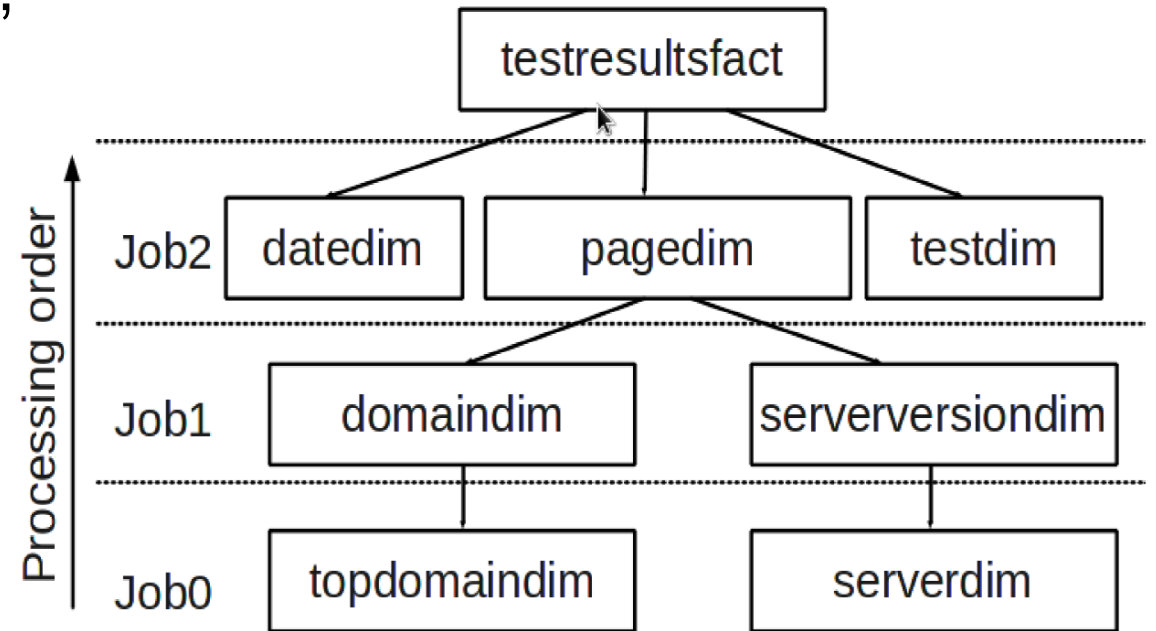 ,
testresultsfact
Job2
datedim
pagedim
testdim
Processing order
Job1
domaindim
serverversiondim
Job0
topdomaindim
serverdim